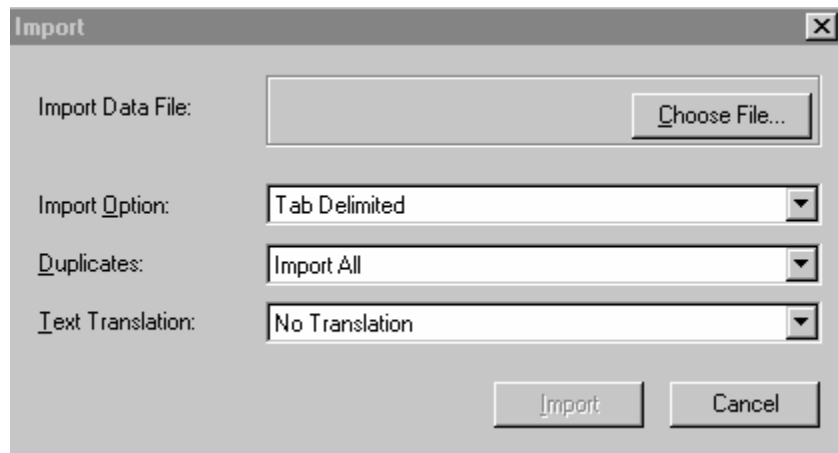 Import
Import Data File:
Choose File...
Import Option: Tab Delimited
Duplicates: Import All
Text Translation: No Translation
Import Cancel